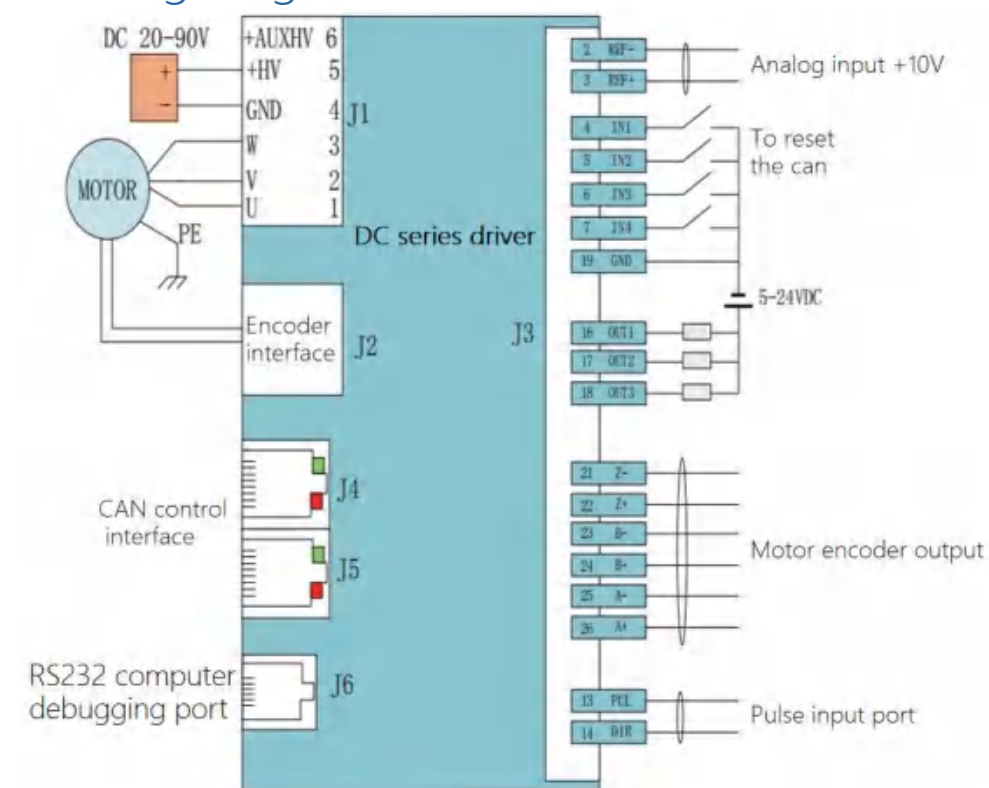 DC 20-90V
+
-
MOTOR
PE
+AUXHV 6
+HV 5
GND 4
W 3
V 2
U 1
J1
DC series driver
Encoder
interface
J2
J3
CAN control
interface
J4
J5
RS232 computer
debugging port
J6
2 REP-
3 REP+
Analog input +10V
4 IN1
5 IN2
6 IN3
7 IN4
19 GND
To reset
the can
5-24VDC
16 OUT1
17 OUT2
18 OUT3
21 Z-
22 Z+
23 B-
24 B+
25 A-
26 A+
Motor encoder output
13 PUL
14 DIR
Pulse input port